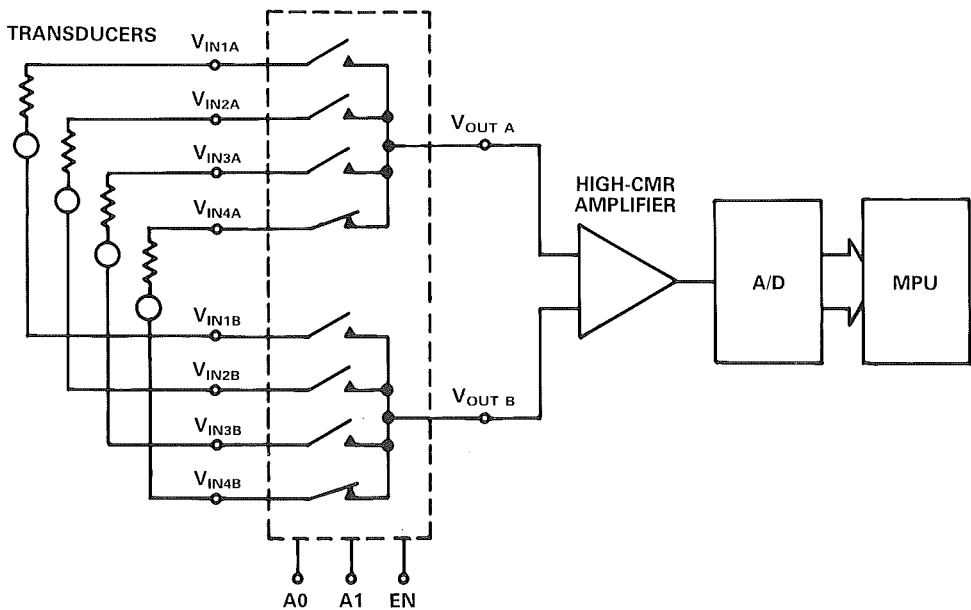 TRANSDUCERS
VIN1A
VIN2A
VIN3A
VIN4A
VIN1B
VIN2B
VIN3B
VIN4B
VOUT A
VOUT B
HIGH-CMR
AMPLIFIER
A/D
MPU
A0 A1 EN